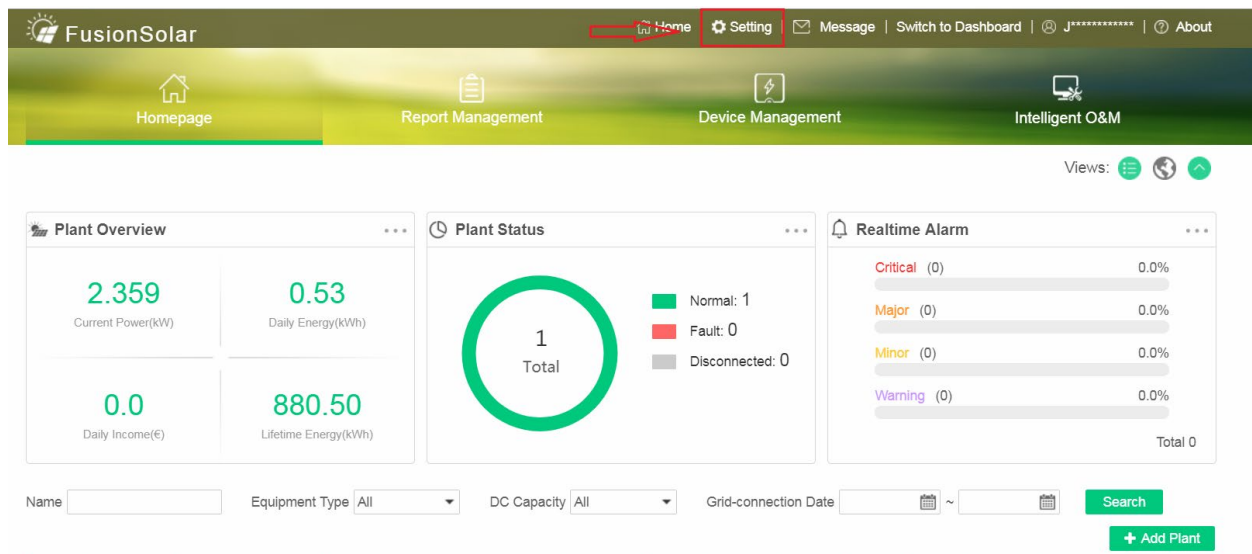 FusionSolar
Home Setting | Message | Switch to Dashboard | J************ | About
Homepage Report Management Device Management Intelligent O&M
Views:
Plant Overview
2.359 0.53
Current Power(kW) Daily Energy(kWh)
0.0 880.50
Daily Income(€) Lifetime Energy(kWh)
Plant Status
1
Total
Normal: 1
Fault: 0
Disconnected: 0
Realtime Alarm
Critical (0) 0.0%
Major (0) 0.0%
Minor (0) 0.0%
Warning (0) 0.0%
Total 0
Name Equipment Type All DC Capacity All Grid-connection Date ~ Search
+ Add Plant